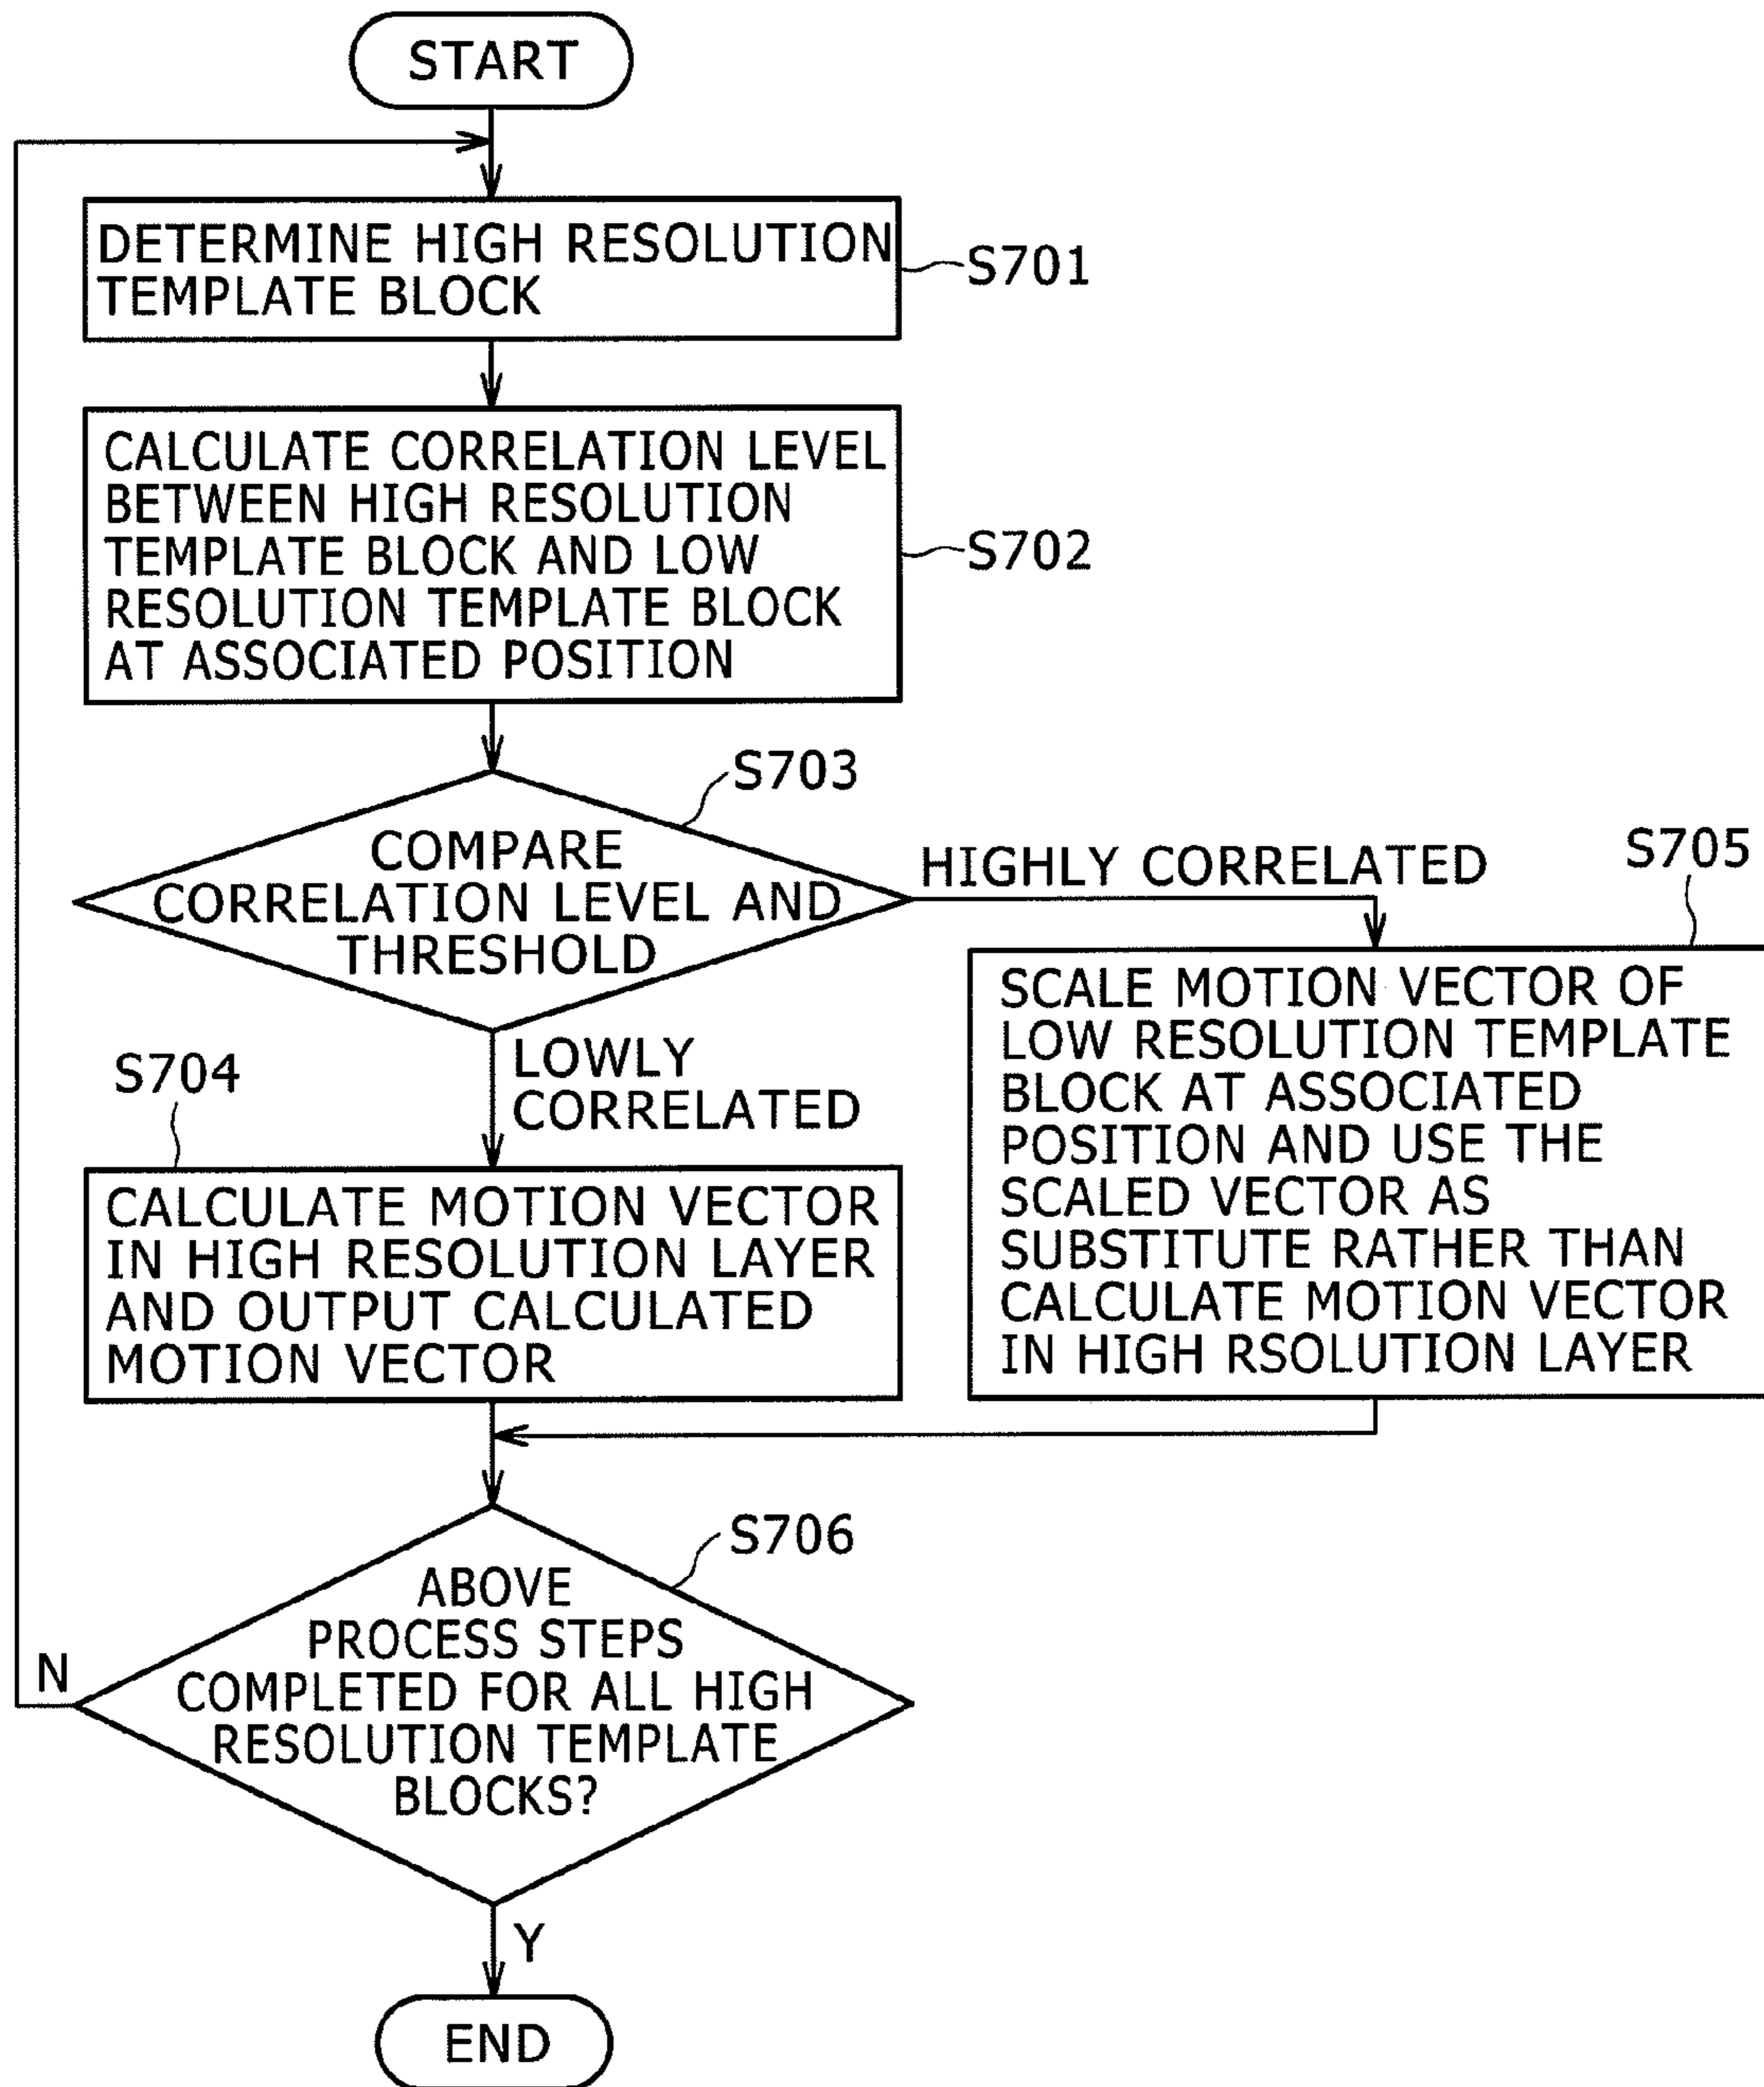 START
DETERMINE HIGH RESOLUTION
TEMPLATE BLOCK
S701
CALCULATE CORRELATION LEVEL
BETWEEN HIGH RESOLUTION
TEMPLATE BLOCK AND LOW
RESOLUTION TEMPLATE BLOCK
AT ASSOCIATED POSITION
S702
S703
COMPARE
CORRELATION LEVEL AND
THRESHOLD
HIGHLY CORRELATED
S705
SCALE MOTION VECTOR OF
LOW RESOLUTION TEMPLATE
BLOCK AT ASSOCIATED
POSITION AND USE THE
SCALED VECTOR AS
SUBSTITUTE RATHER THAN
CALCULATE MOTION VECTOR
IN HIGH RSOLUTION LAYER
LOWLY
CORRELATED
S704
CALCULATE MOTION VECTOR
IN HIGH RESOLUTION LAYER
AND OUTPUT CALCULATED
MOTION VECTOR
S706
ABOVE
PROCESS STEPS
COMPLETED FOR ALL HIGH
RESOLUTION TEMPLATE
BLOCKS?
N
Y
END